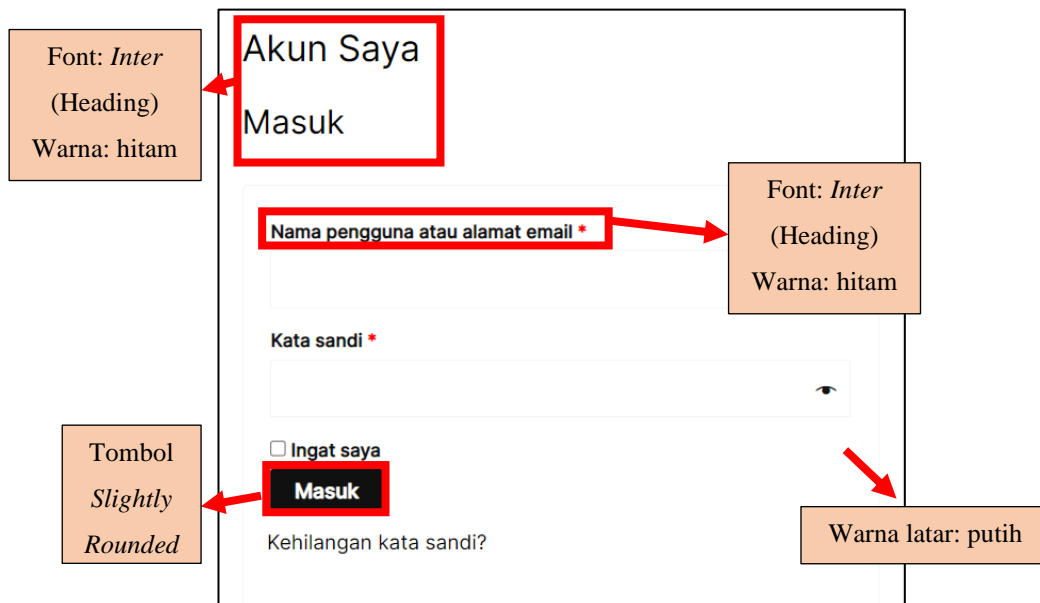 Font: Inter
(Heading)
Warna: hitam
Akun Saya
Masuk
Font: Inter
(Heading)
Warna: hitam
Nama pengguna atau alamat email *
Kata sandi *
Ingat saya
Masuk
Tombol
Slightly
Rounded
Kehilangan kata sandi?
Warna latar: putih